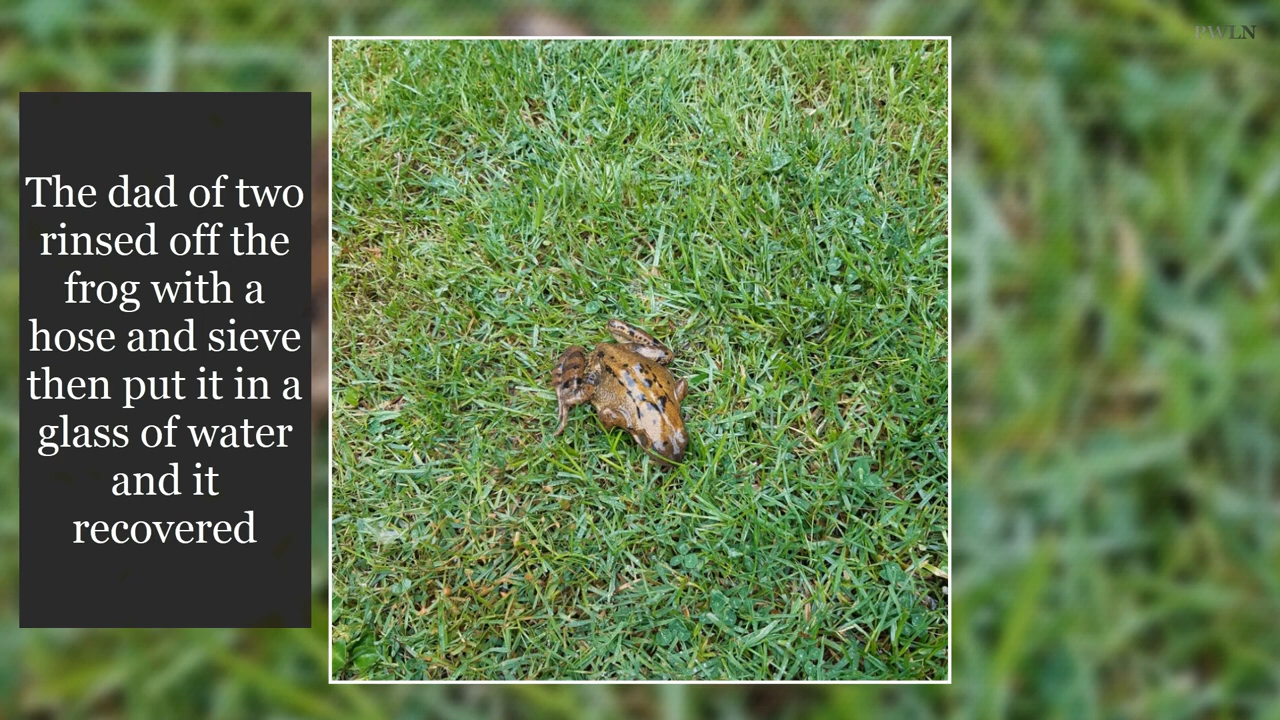 PWLN
The dad of two
rinsed off the
frog with a
hose and sieve
then put it in a
glass of water
and it
recovered